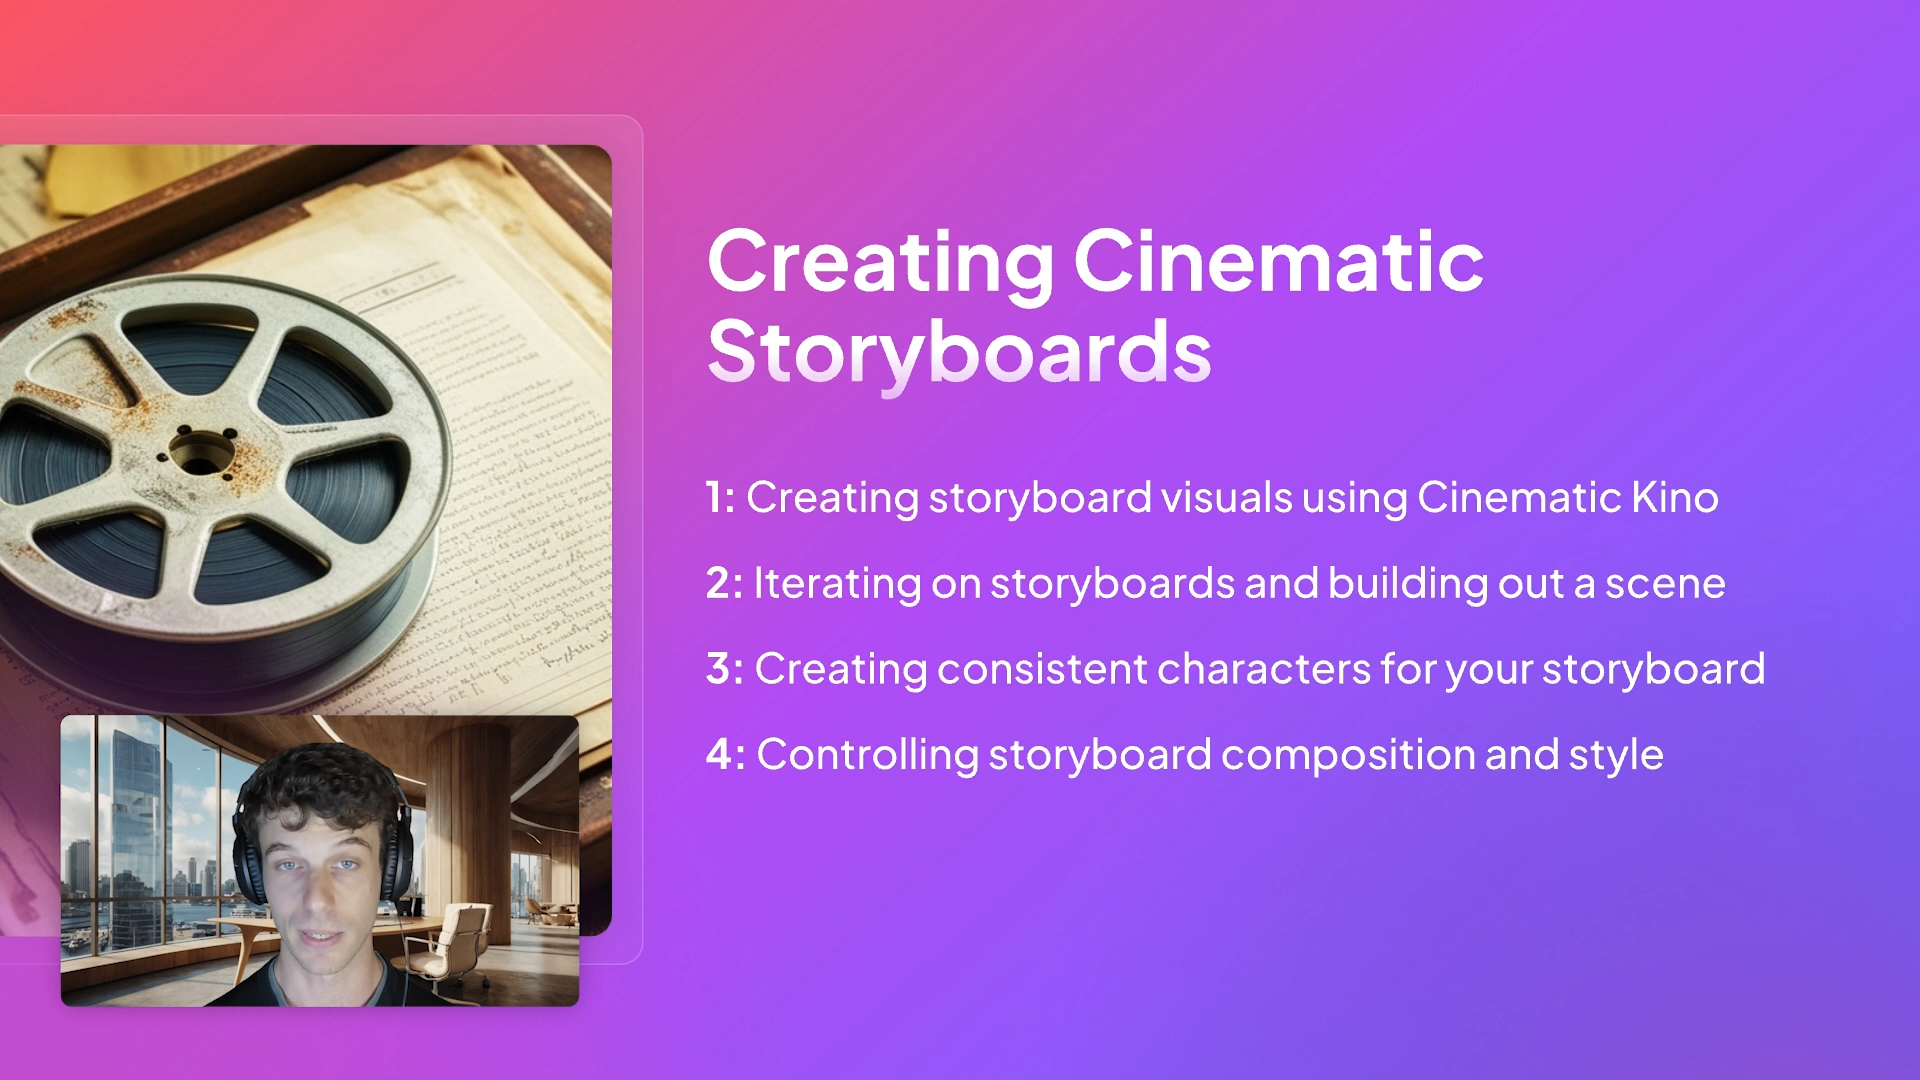 Creating Cinematic
Storyboards
1: Creating storyboard visuals using Cinematic Kino
2: Iterating on storyboards and building out a scene
3: Creating consistent characters for your storyboard
4: Controlling storyboard composition and style